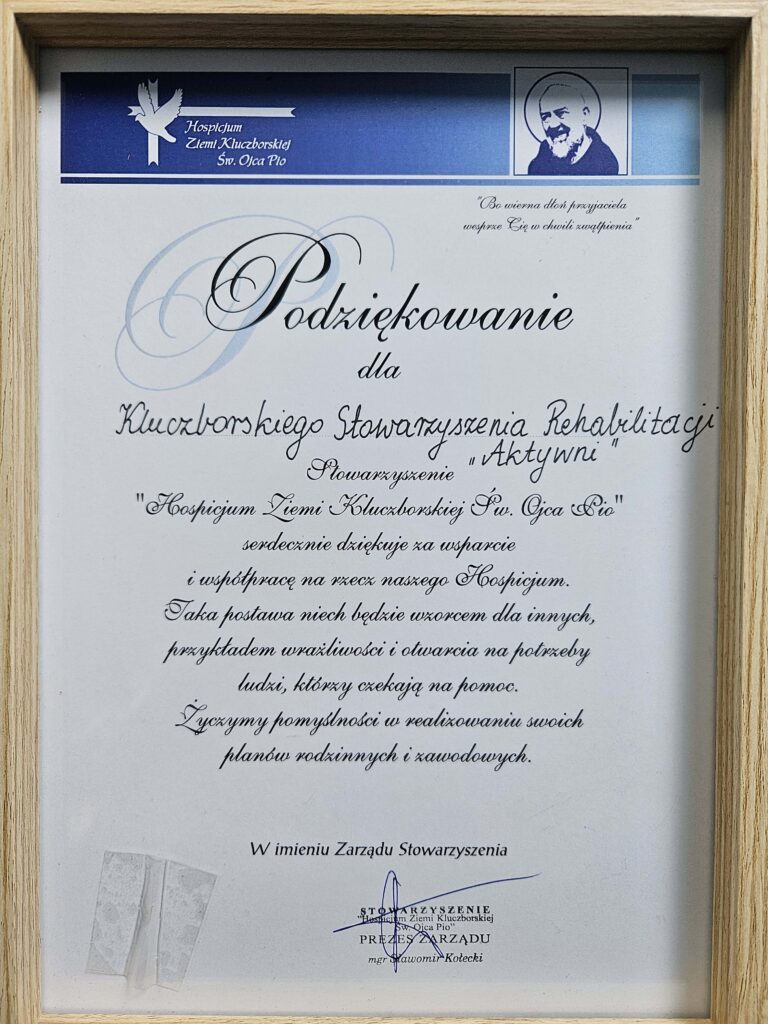 Hospicjum
Ziemi Kluczborskiej
Św. Ojca Pio
"Bo wierna dłoń przyjaciela
wesprze Cię w chwili zwątpienia"
Podziękowanie
dla
Kluczborskiego Stowarzyszenia Rehabilitacji
"Aktywni"
Stowarzyszenie
"Hospicjum Ziemi Kluczborskiej Św. Ojca Pio"
serdecznie dziękuje za wsparcie
i współpracę na rzecz naszego Hospicjum.
Taka postawa niech będzie wzorcem dla innych,
przykładem wrażliwości i otwarcia na potrzeby
ludzi, którzy czekają na pomoc.
Życzymy pomyślności w realizowaniu swoich
planów rodzinnych i zawodowych.
W imieniu Zarządu Stowarzyszenia
STOWARZYSZENIE
"Hospicjum Ziemi Kluczborskiej
Św. Ojca Pio"
PREZES ZARZĄDU
mgr Sławomir Kołecki